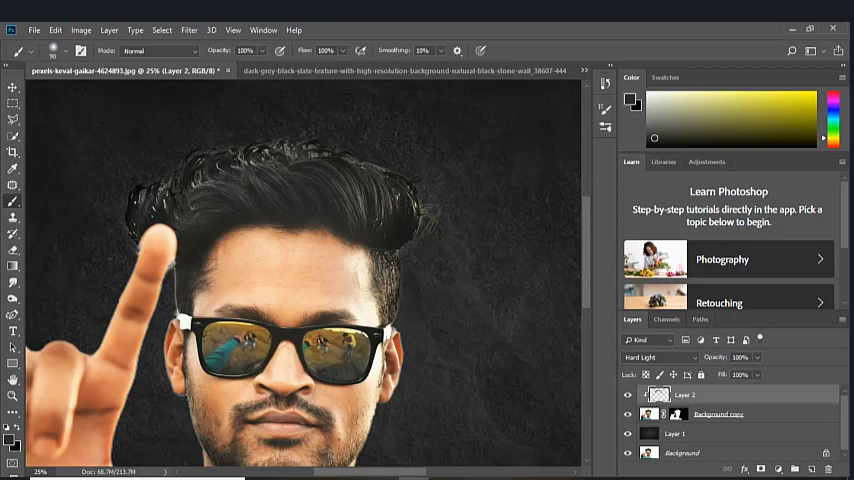 Ps File Edit Image Layer Type Select Filter 3D View Window Help
90 Mode: Normal Opacity: 100% Flow: 100% Smoothing: 10%
pexels-keval-gaikar-4624893.jpg @ 25% (Layer 2, RGB/8) * dark-grey-black-slate-texture-with-high-resolution-background-natural-black-stone-wall_38607-444
Color Swatches
Learn Libraries Adjustments
Learn Photoshop
Step-by-step tutorials directly in the app. Pick a
topic below to begin.
Photography
Retouching
Layers Channels Paths
Kind
Hard Light Opacity: 100%
Lock: Fill: 100%
Layer 2
Background copy
Layer 1
Background
25% Doc: 68.7M/213.7M